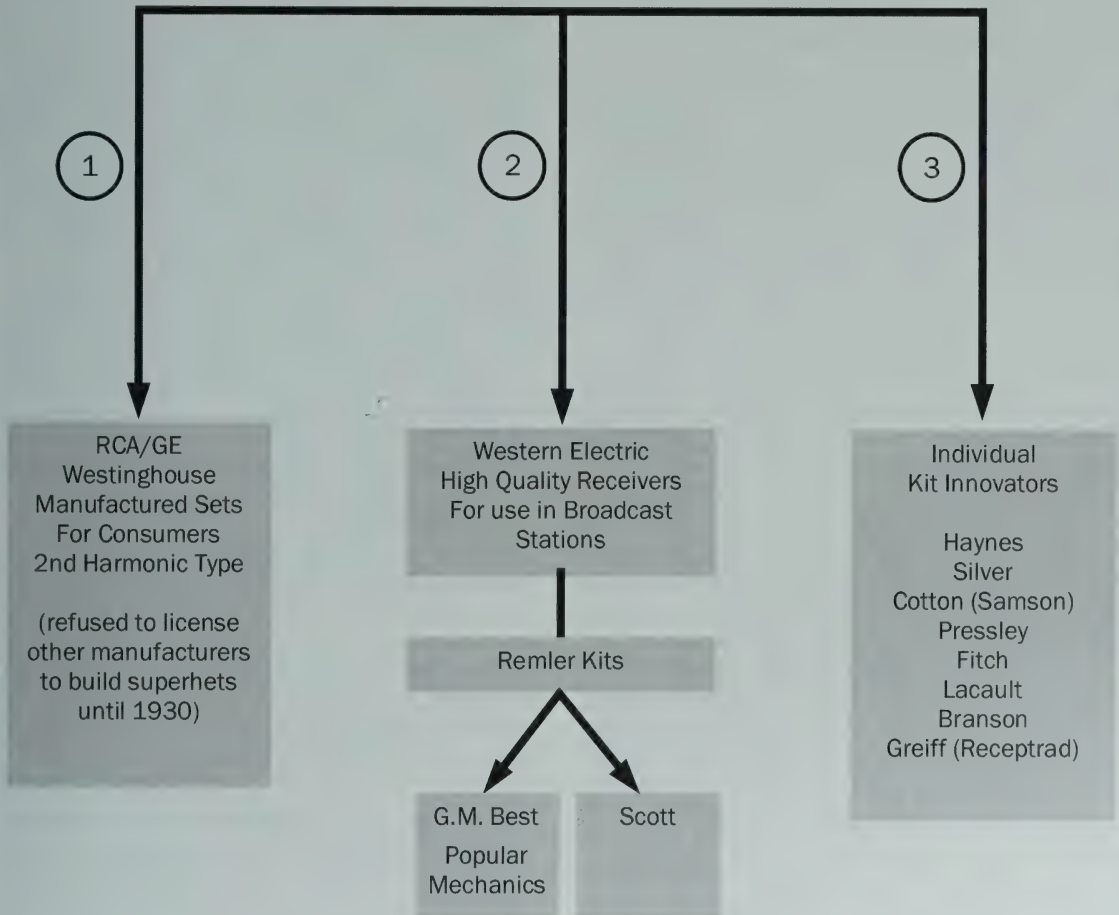 1
2
3
RCA/GE
Westinghouse
Manufactured Sets
For Consumers
2nd Harmonic Type
(refused to license
other manufacturers
to build superhets
until 1930)
Western Electric
High Quality Receivers
For use in Broadcast
Stations
Remler Kits
G.M. Best
Popular
Mechanics
Scott
Individual
Kit Innovators
Haynes
Silver
Cotton (Samson)
Pressley
Fitch
Lacault
Branson
Greiff (Receptrad)